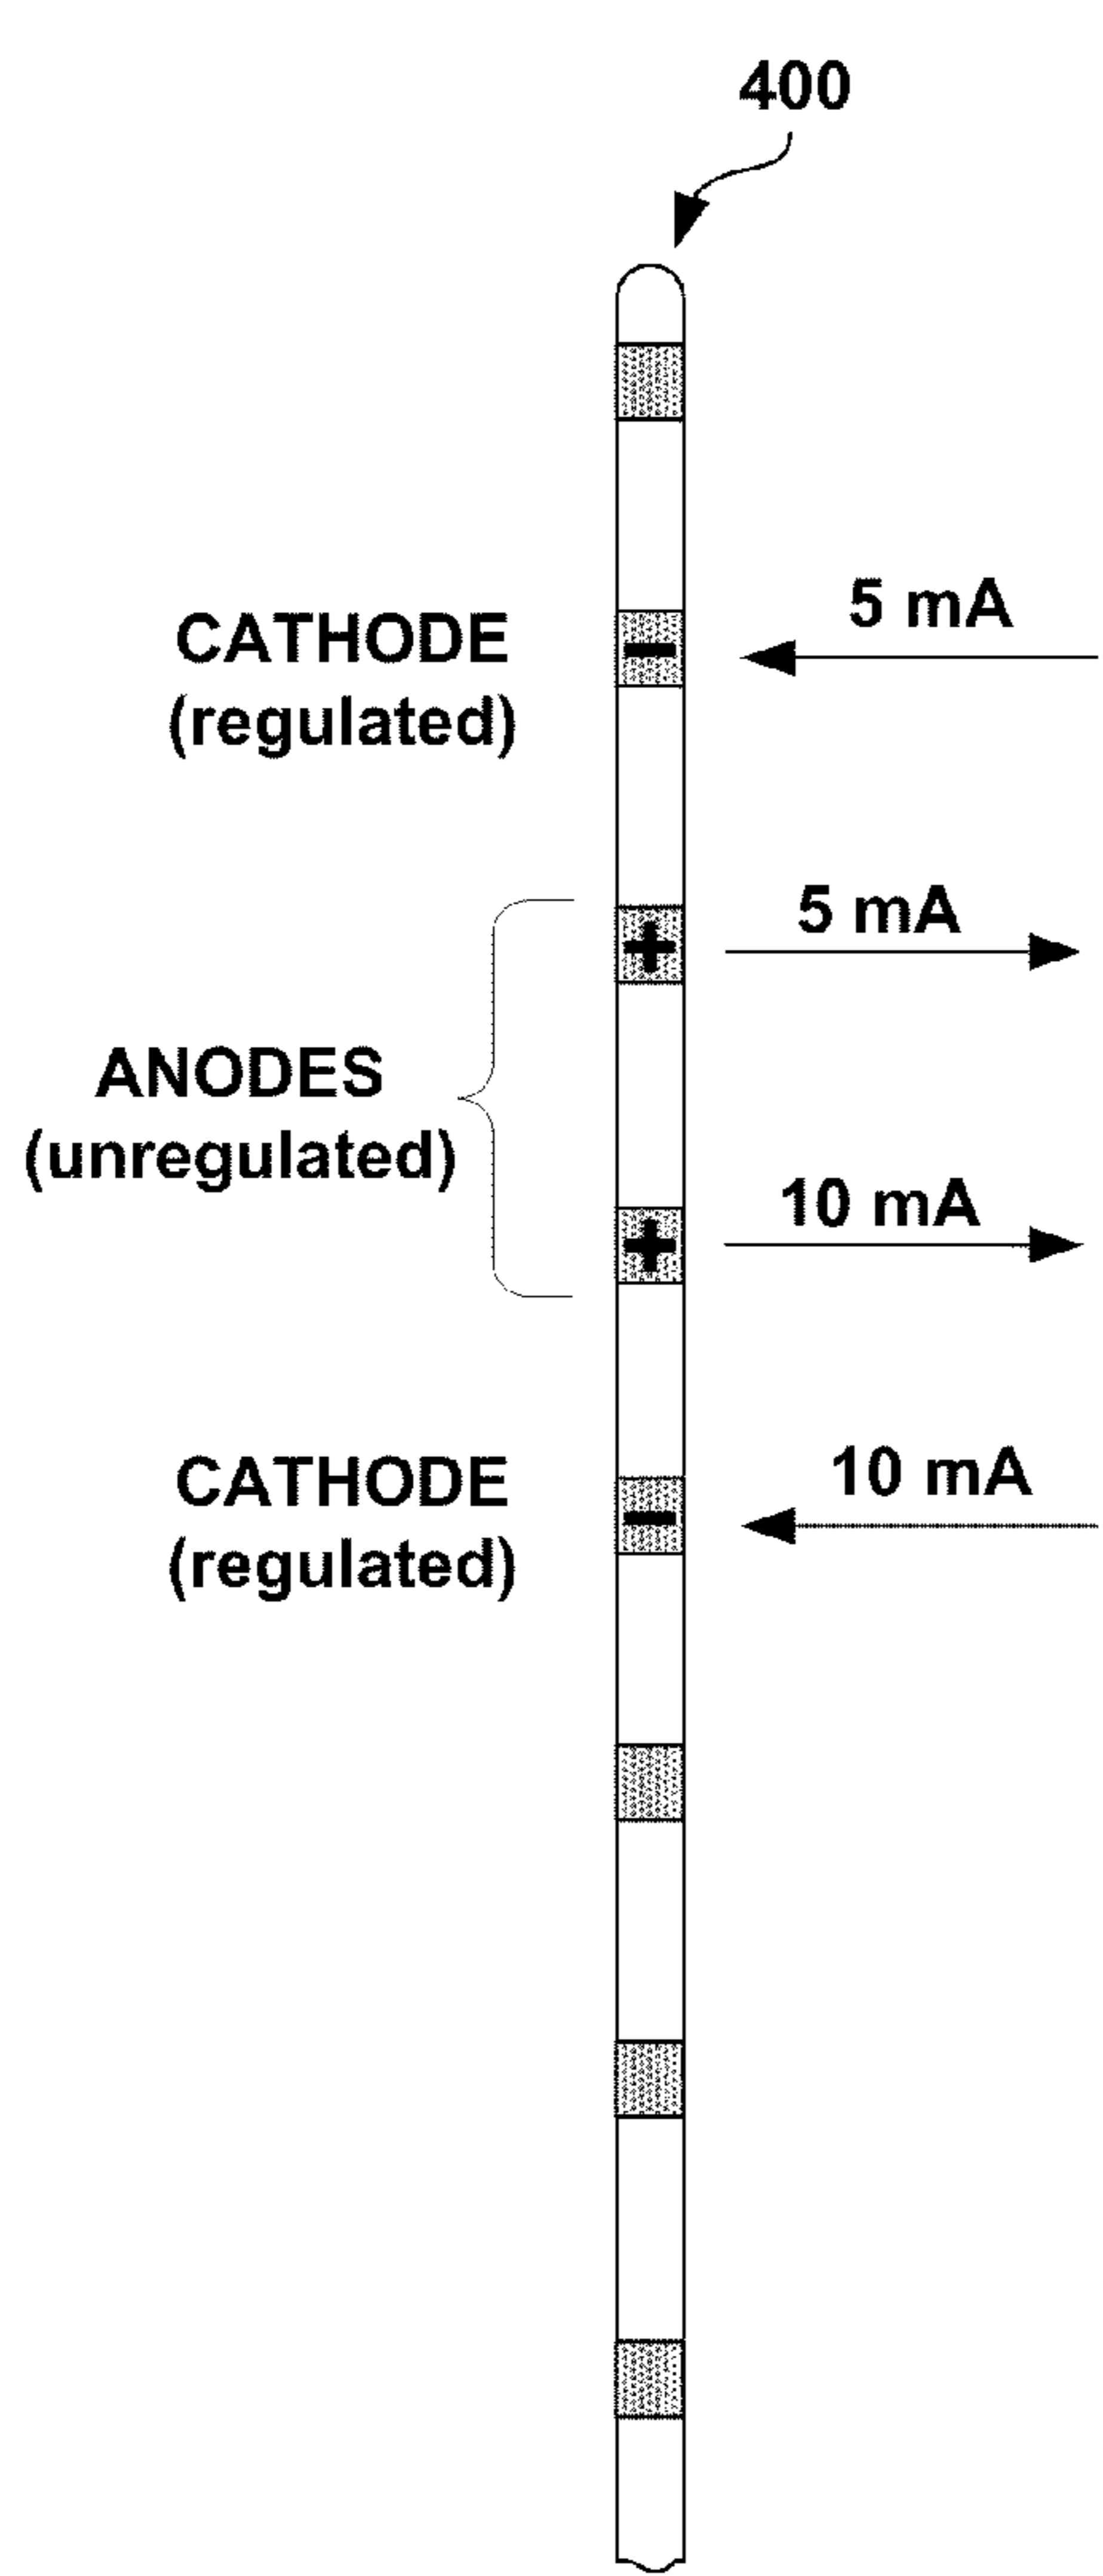 400
CATHODE
(regulated)
5 mA
ANODES
(unregulated)
5 mA
10 mA
CATHODE
(regulated)
10 mA